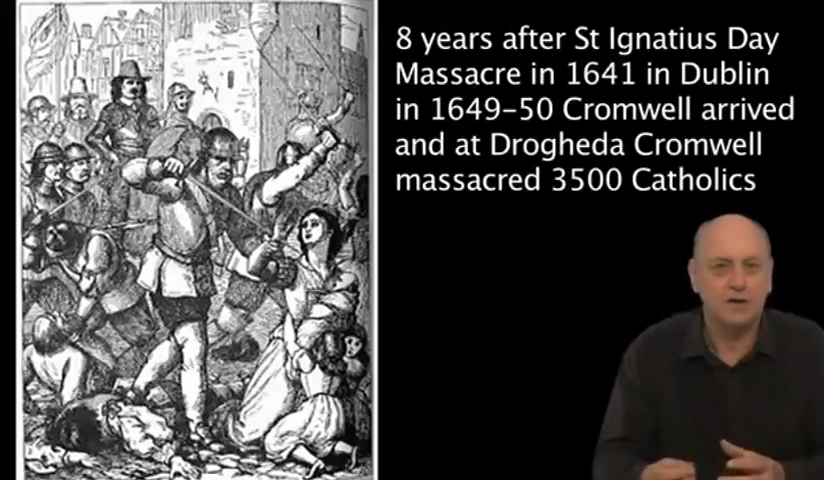 8 years after St Ignatius Day
Massacre in 1641 in Dublin
in 1649-50 Cromwell arrived
and at Drogheda Cromwell
massacred 3500 Catholics